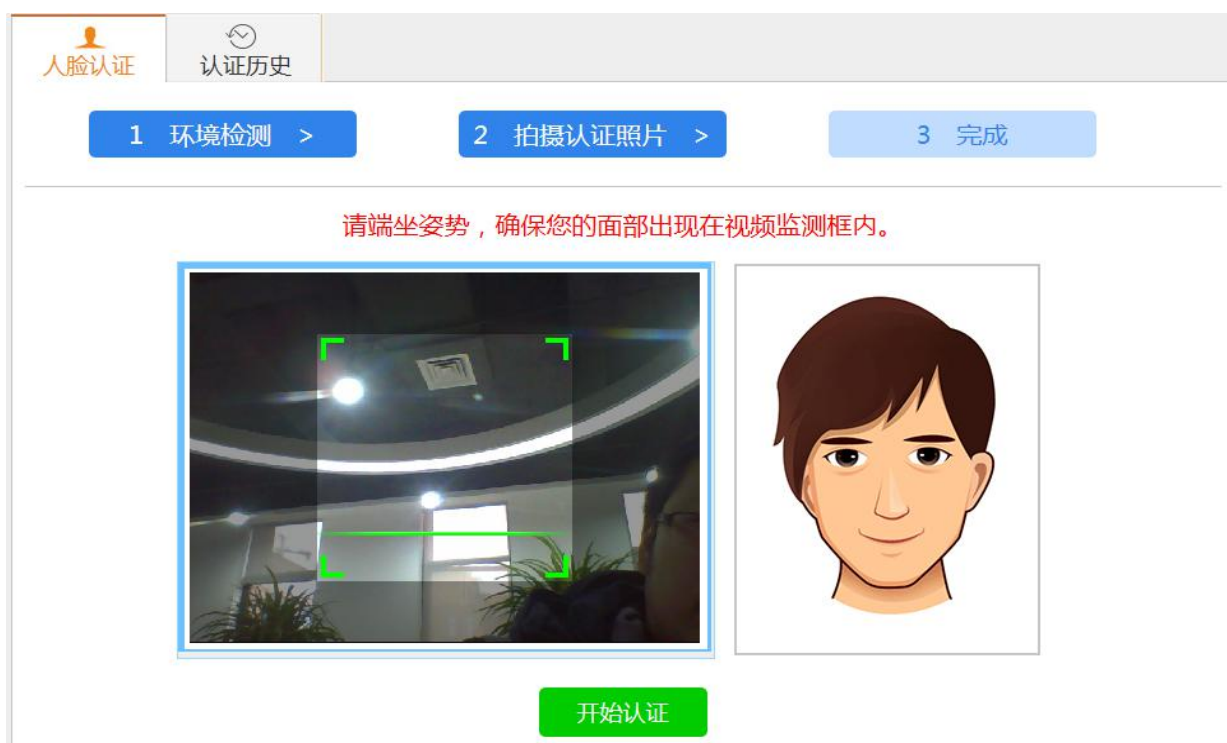 人脸认证
认证历史
1 环境检测 >
2 拍摄认证照片 >
3 完成
请端坐姿势，确保您的面部出现在视频监测框内。
开始认证